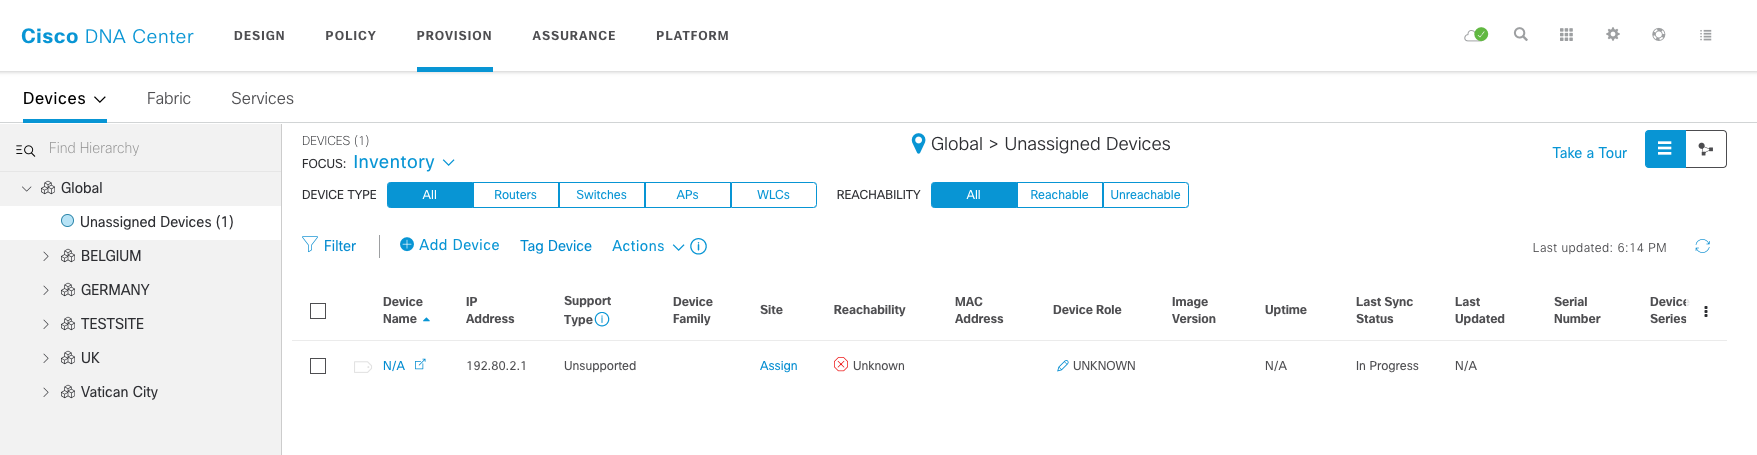 Cisco DNA Center DESIGN POLICY PROVISION ASSURANCE PLATFORM
Devices Fabric Services
Find Hierarchy
Global
Unassigned Devices (1)
BELGIUM
GERMANY
TESTSITE
UK
Vatican City
DEVICES (1)
FOCUS: Inventory
Global > Unassigned Devices
Take a Tour
DEVICE TYPE All Routers Switches APs WLCs REACHABILITY All Reachable Unreachable
Filter Add Device Tag Device Actions Last updated: 6:14 PM
Device Name IP Address Support Type Device Family Site Reachability MAC Address Device Role Image Version Uptime Last Sync Status Last Updated Serial Number Device Series
N/A 192.80.2.1 Unsupported Assign Unknown UNKNOWN N/A In Progress N/A